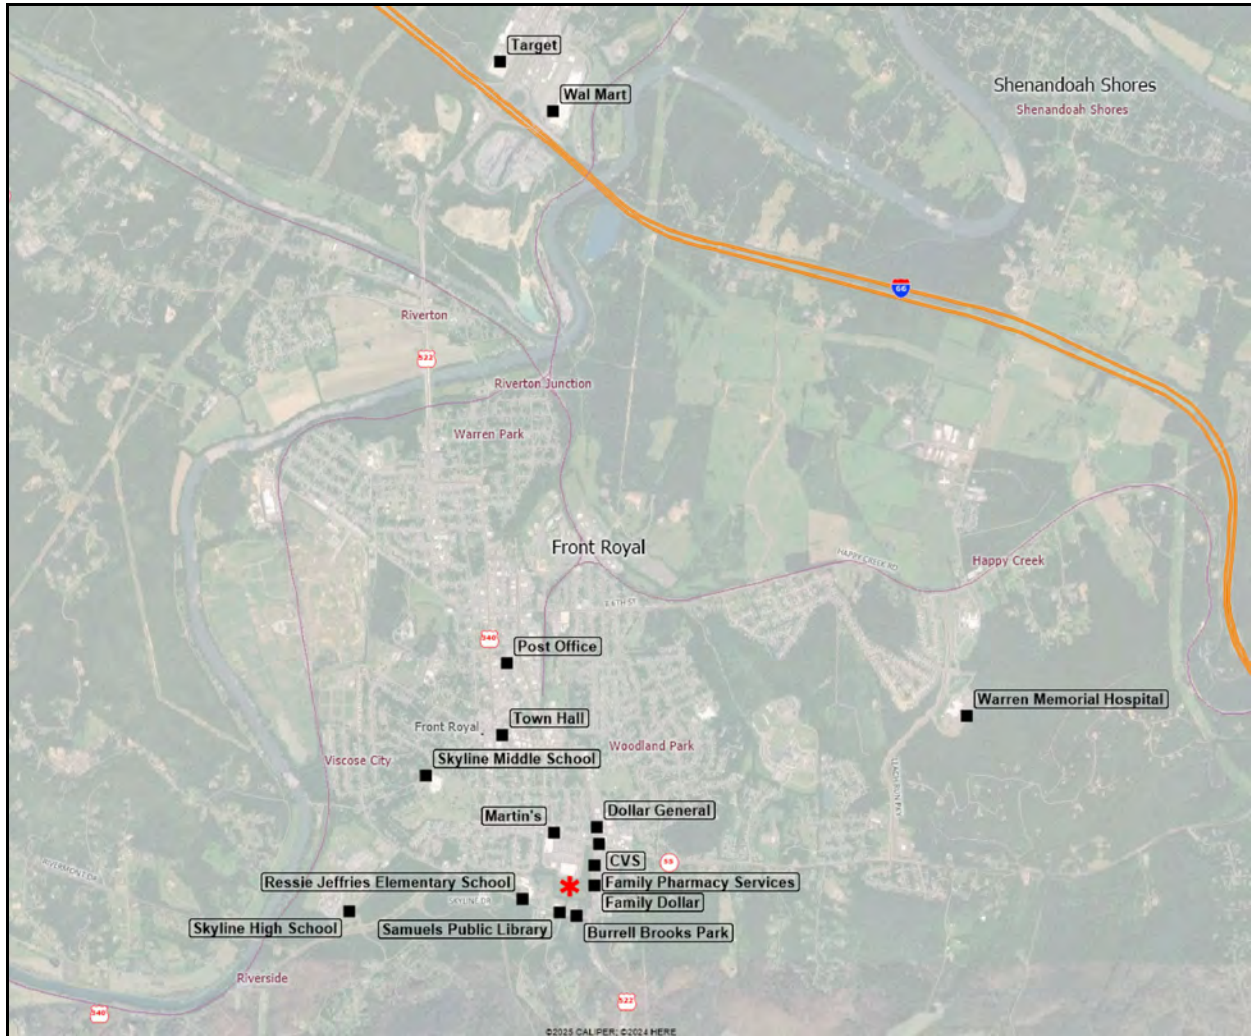 Target
Wal Mart
Shenandoah Shores
Shenandoah Shores
66
Riverton
522
Riverton Junction
Warren Park
Front Royal
HAPPY CREEK RD
Happy Creek
E 6TH ST
340
Post Office
Warren Memorial Hospital
Town Hall
Front Royal
Woodland Park
Skyline Middle School
Viscose City
Dollar General
Martin's
CVS
55
Ressie Jeffries Elementary School
Family Pharmacy Services
SKYLINE DR
Family Dollar
Skyline High School
Samuels Public Library
Burrell Brooks Park
Riverside
522
340
©2025 CALIPER; ©2024 HERE